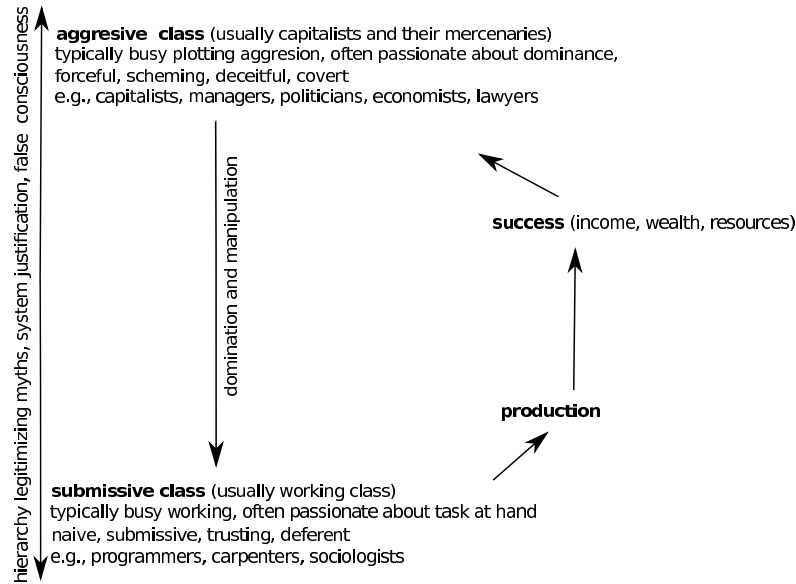 aggresive class (usually capitalists and their mercenaries)
typically busy plotting aggresion, often passionate about dominance,
forceful, scheming, deceitful, covert
e.g., capitalists, managers, politicians, economists, lawyers
hierarchy legitimizing myths, system justification, false consciousness
domination and manipulation
success (income, wealth, resources)
production
submissive class (usually working class)
typically busy working, often passionate about task at hand
naive, submissive, trusting, deferent
e.g., programmers, carpenters, sociologists